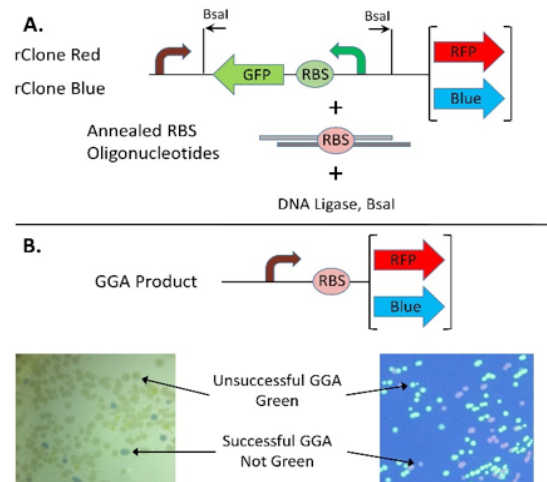 A.
BsaI
BsaI
rClone Red
rClone Blue
GFP
RBS
RFP
Blue
+
Annealed RBS
Oligonucleotides
RBS
+
DNA Ligase, BsaI
B.
GGA Product
RBS
RFP
Blue
Unsuccessful GGA
Green
Successful GGA
Not Green